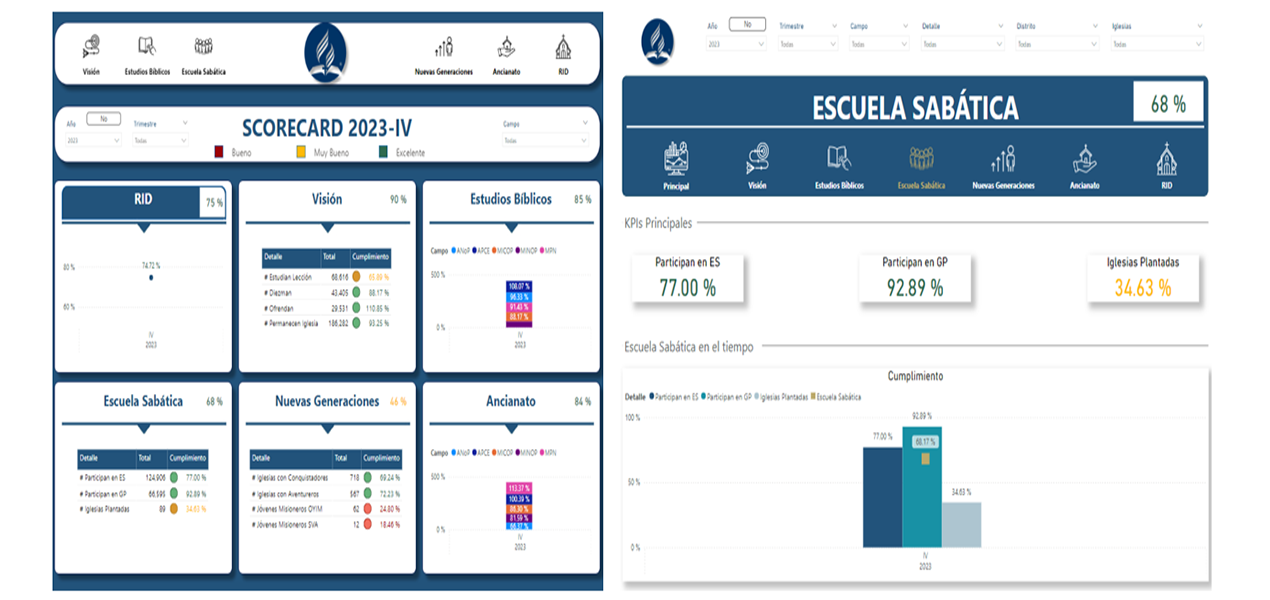 Visión
Estudios Bíblicos
Escuela Sabática
Nuevas Generaciones
Ancianato
RID
Año
No
Trimestre
2023
Todas
SCORECARD 2023-IV
Campo
Todas
Bueno
Muy Bueno
Excelente
RID
75 %
80 %
74.72 %
60 %
IV
2023
Visión
90 %
Detalle Total Cumplimiento
# Estudian Lección 68.616 65.89 %
# Diezman 43.405 88.17 %
# Ofrendan 29.531 110.85 %
# Permanecen Iglesia 186.282 93.25 %
Estudios Bíblicos
85 %
Campo ANoP APCE MICOP MINOP MPN
500 %
108.07 %
96.33 %
91.43 %
88.17 %
0 %
IV
2023
Escuela Sabática
68 %
Detalle Total Cumplimiento
# Participan en ES 124.906 77.00 %
# Participan en GP 66.595 92.89 %
# Iglesias Plantadas 89 34.63 %
Nuevas Generaciones
46 %
Detalle Total Cumplimiento
# Iglesias con Conquistadores 718 69.24 %
# Iglesias con Aventureros 567 72.23 %
# Jóvenes Misioneros OYIM 62 24.80 %
# Jóvenes Misioneros SVA 12 18.46 %
Ancianato
84 %
Campo ANoP APCE MICOP MINOP MPN
500 %
113.37 %
100.39 %
86.30 %
81.59 %
0 %
IV
2023
Año
No
Trimestre
Campo
Detalle
Distrito
Iglesias
2023
Todas
Todas
Todas
Todas
Todas
ESCUELA SABÁTICA
68 %
Principal
Visión
Estudios Bíblicos
Escuela Sabática
Nuevas Generaciones
Ancianato
RID
KPIs Principales
Participan en ES
77.00 %
Participan en GP
92.89 %
Iglesias Plantadas
34.63 %
Escuela Sabática en el tiempo
Cumplimiento
Detalle Participan en ES Participan en GP Iglesias Plantadas Escuela Sabática
100 %
92.89 %
77.00 %
68.17 %
50 %
34.63 %
0 %
IV
2023